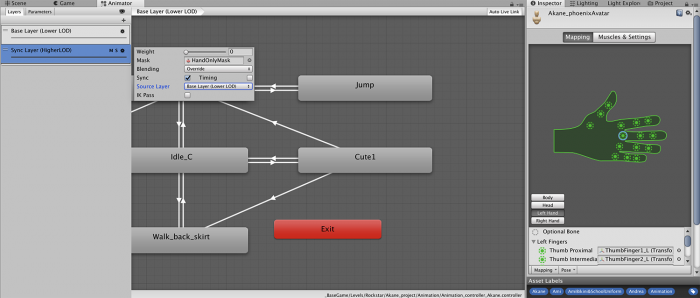 Scene Game Animator
Layers Parameters
Base Layer (Lower LOD) Auto Live Link
Base Layer (Lower LOD)
Sync Layer (HigherLOD) M S
Weight 0
Mask HandOnlyMask
Blending Override
Sync Timing
Source Layer Base Layer (Lower LOD)
IK Pass
Jump
Idle_C
Cute1
Walk_back_skirt
Exit
_BaseGame/Levels/Rockstar/Akane_project/Animation/Animation_controller_Akane.controller
Inspector Lighting Light Explor Project
Akane_phoenixAvatar
Mapping Muscles & Settings
Body
Head
Left Hand
Right Hand
Optional Bone
Left Fingers
Thumb Proximal ThumbFinger1_L (Transfo
Thumb Intermedia ThumbFinger2_L (Transfo
Mapping Pose
Asset Labels
Akane Andrea Animation